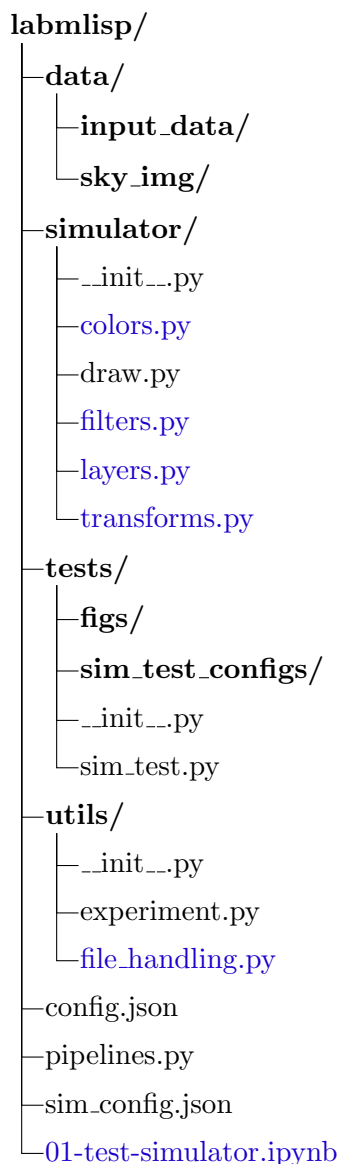 labmlisp/
data/
input_data/
sky_img/
simulator/
__init__.py
colors.py
draw.py
filters.py
layers.py
transforms.py
tests/
figs/
sim_test_configs/
__init__.py
sim_test.py
utils/
__init__.py
experiment.py
file_handling.py
config.json
pipelines.py
sim_config.json
01-test-simulator.ipynb